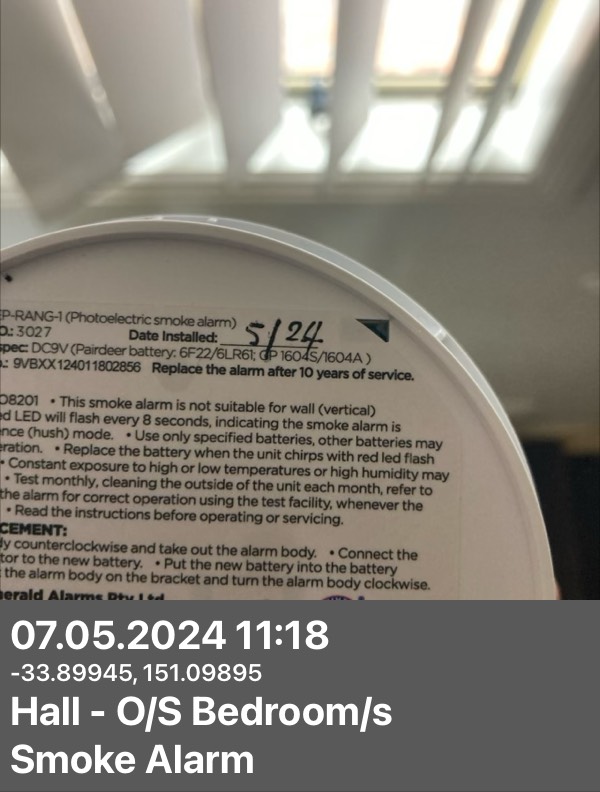 EP-RANG-1 (Photoelectric smoke alarm)
O.: 3027
Date Installed: 5/24
spec: DC9V (Pairdeer battery: 6F22/6LR61; GP 1604S/1604A )
.: 9VBXX124011802856 Replace the alarm after 10 years of service.
08201 • This smoke alarm is not suitable for wall (vertical)
ed LED will flash every 8 seconds, indicating the smoke alarm is
nce (hush) mode. • Use only specified batteries, other batteries may
eration. • Replace the battery when the unit chirps with red led flash
• Constant exposure to high or low temperatures or high humidity may
• Test monthly, cleaning the outside of the unit each month, refer to
the alarm for correct operation using the test facility, whenever the
• Read the instructions before operating or servicing.
CEMENT:
dy counterclockwise and take out the alarm body. • Connect the
tor to the new battery. • Put the new battery into the battery
the alarm body on the bracket and turn the alarm body clockwise.
nerald Alarms Pty Ltd
07.05.2024 11:18
-33.89945, 151.09895
Hall - O/S Bedroom/s
Smoke Alarm